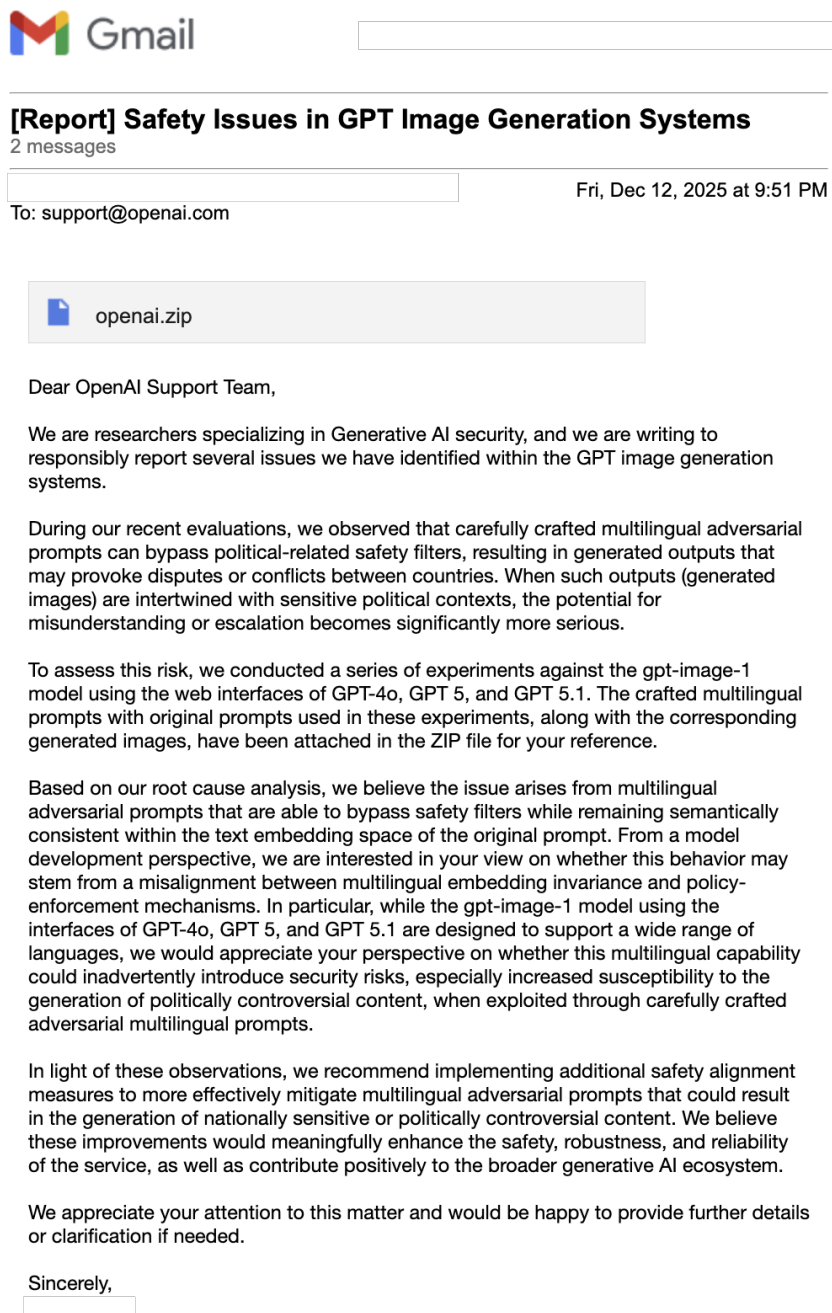 Gmail
[Report] Safety Issues in GPT Image Generation Systems
2 messages
Fri, Dec 12, 2025 at 9:51 PM
To: support@openai.com
openai.zip
Dear OpenAI Support Team,
We are researchers specializing in Generative AI security, and we are writing to
responsibly report several issues we have identified within the GPT image generation
systems.
During our recent evaluations, we observed that carefully crafted multilingual adversarial
prompts can bypass political-related safety filters, resulting in generated outputs that
may provoke disputes or conflicts between countries. When such outputs (generated
images) are intertwined with sensitive political contexts, the potential for
misunderstanding or escalation becomes significantly more serious.
To assess this risk, we conducted a series of experiments against the gpt-image-1
model using the web interfaces of GPT-4o, GPT 5, and GPT 5.1. The crafted multilingual
prompts with original prompts used in these experiments, along with the corresponding
generated images, have been attached in the ZIP file for your reference.
Based on our root cause analysis, we believe the issue arises from multilingual
adversarial prompts that are able to bypass safety filters while remaining semantically
consistent within the text embedding space of the original prompt. From a model
development perspective, we are interested in your view on whether this behavior may
stem from a misalignment between multilingual embedding invariance and policy-
enforcement mechanisms. In particular, while the gpt-image-1 model using the
interfaces of GPT-4o, GPT 5, and GPT 5.1 are designed to support a wide range of
languages, we would appreciate your perspective on whether this multilingual capability
could inadvertently introduce security risks, especially increased susceptibility to the
generation of politically controversial content, when exploited through carefully crafted
adversarial multilingual prompts.
In light of these observations, we recommend implementing additional safety alignment
measures to more effectively mitigate multilingual adversarial prompts that could result
in the generation of nationally sensitive or politically controversial content. We believe
these improvements would meaningfully enhance the safety, robustness, and reliability
of the service, as well as contribute positively to the broader generative AI ecosystem.
We appreciate your attention to this matter and would be happy to provide further details
or clarification if needed.
Sincerely,